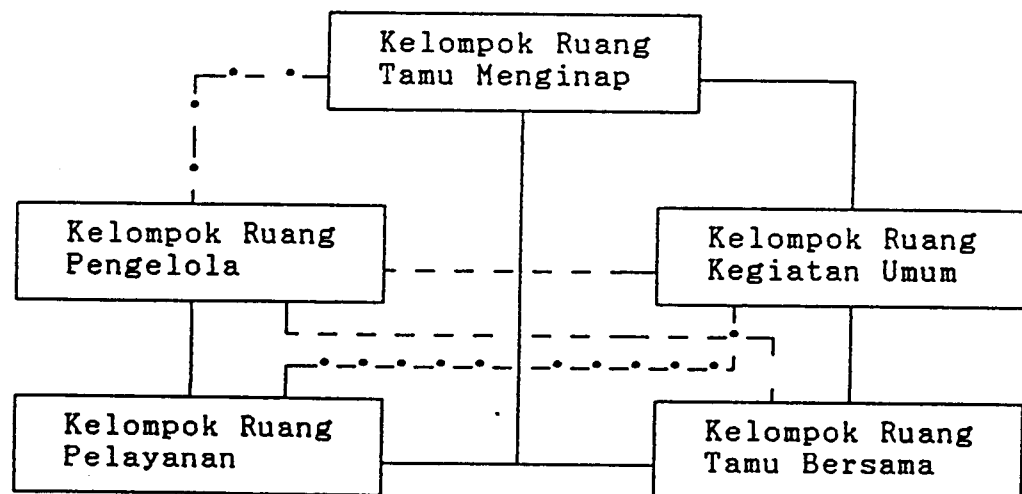 Kelompok Ruang
Tamu Menginap
Kelompok Ruang
Pengelola
Kelompok Ruang
Kegiatan Umum
Kelompok Ruang
Pelayanan
Kelompok Ruang
Tamu Bersama